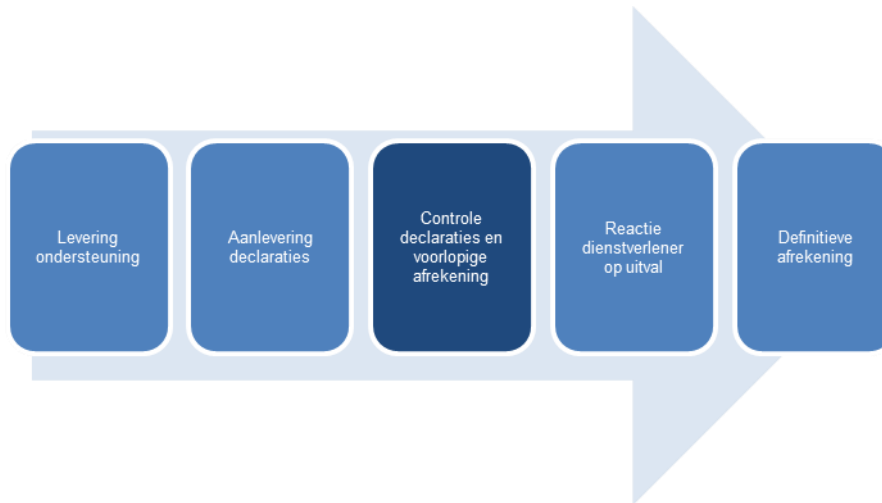 Levering
ondersteuning
Aanlevering
declaraties
Controle
declaraties en
voorlopige
afrekening
Reactie
dienstverlener
op uitval
Definitieve
afrekening